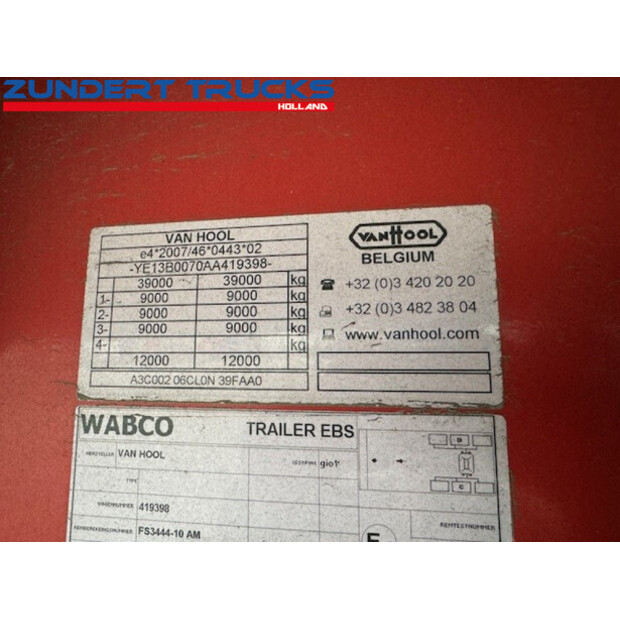 ZUNDERT TRUCKS
HOLLAND
VAN HOOL
e4*2007/46*0443*02
-YE13B0070AA419398-
39000 39000 kg
1- 9000 9000 kg
2- 9000 9000 kg
3- 9000 9000 kg
4- kg
12000 12000
A3C002 06CL0N 39FAA0
VANHOOL
BELGIUM
+32 (0)3 420 20 20
+32 (0)3 482 38 04
www.vanhool.com
WABCO TRAILER EBS
HERSTELLER VAN HOOL
TYPE
419398
FS3444-10 AM
D
C